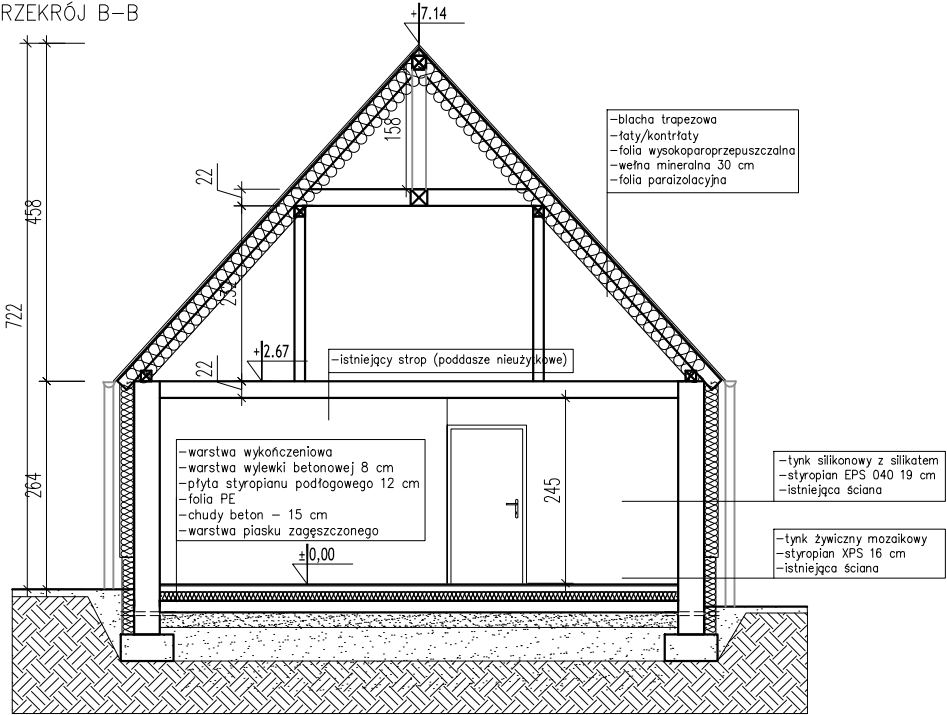 RZEKRÓJ B-B
+7.14
158
-blacha trapezowa
-łaty/kontrłaty
-folia wysokoparoprzepuszczalna
-wełna mineralna 30 cm
-folia paraizolacyjna
22
458
722
+2.67
-istniejący strop (poddasze nieużytkowe)
22
264
-warstwa wykończeniowa
-warstwa wylewki betonowej 8 cm
-płyta styropianu podłogowego 12 cm
-folia PE
-chudy beton - 15 cm
-warstwa piasku zagęszczonego
245
-tynk silikonowy z silikatem
-styropian EPS 040 19 cm
-istniejąca ściana
-tynk żywiczny mozaikowy
-styropian XPS 16 cm
-istniejąca ściana
±0,00